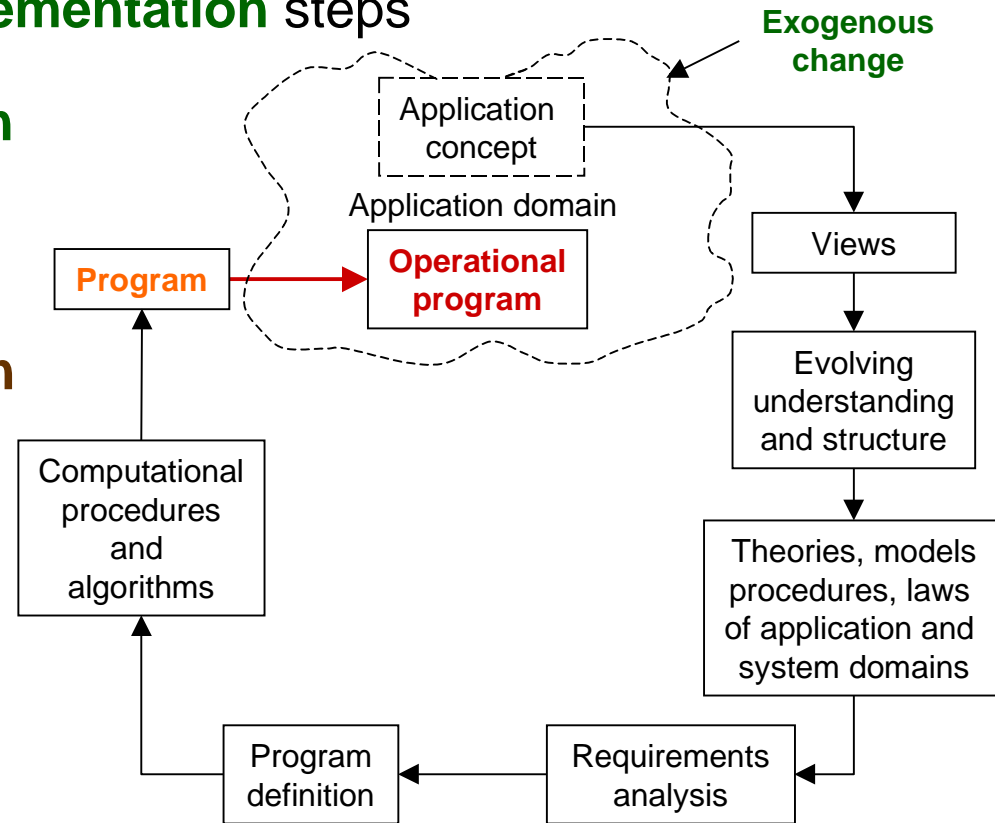 ementation steps
Exogenous
change
n
Application
concept
Application domain
Views
Program
Operational
program
n
Evolving
understanding
and structure
Computational
procedures
and
algorithms
Theories, models
procedures, laws
of application and
system domains
Program
definition
Requirements
analysis